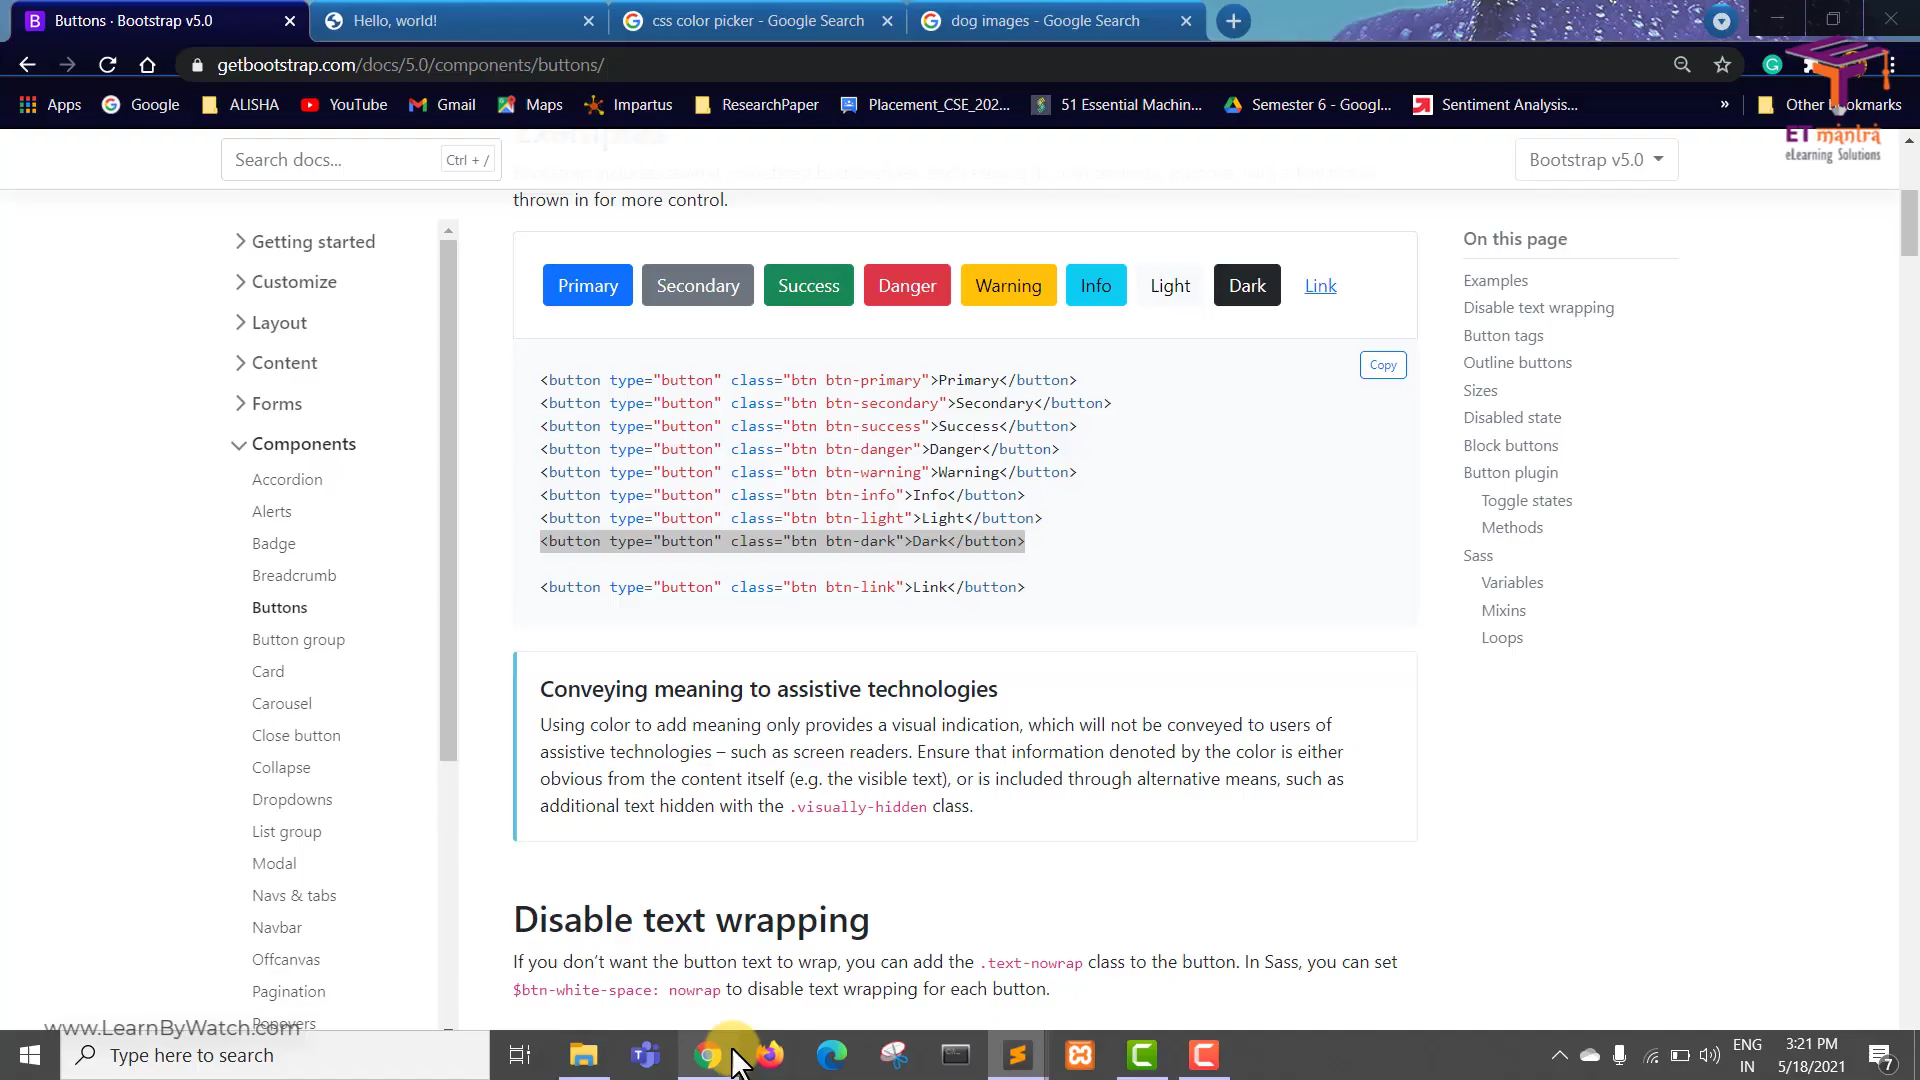 Buttons · Bootstrap v5.0
Hello, world!
css color picker - Google Search
dog images - Google Search
getbootstrap.com/docs/5.0/components/buttons/
Apps
Google
ALISHA
YouTube
Gmail
Maps
Impartus
ResearchPaper
Placement_CSE_202...
51 Essential Machin...
Semester 6 - Googl...
Sentiment Analysis...
»
Other Bookmarks
ET mantra
eLearning Solutions
Search docs...
Ctrl + /
Bootstrap v5.0
Examples
thrown in for more control.
Getting started
Customize
Layout
Content
Forms
Components
Accordion
Alerts
Badge
Breadcrumb
Buttons
Button group
Card
Carousel
Close button
Collapse
Dropdowns
List group
Modal
Navs & tabs
Navbar
Offcanvas
Pagination
Popovers
Primary
Secondary
Success
Danger
Warning
Info
Light
Dark
Link
Copy
<button type="button" class="btn btn-primary">Primary</button>
<button type="button" class="btn btn-secondary">Secondary</button>
<button type="button" class="btn btn-success">Success</button>
<button type="button" class="btn btn-danger">Danger</button>
<button type="button" class="btn btn-warning">Warning</button>
<button type="button" class="btn btn-info">Info</button>
<button type="button" class="btn btn-light">Light</button>
<button type="button" class="btn btn-dark">Dark</button>
<button type="button" class="btn btn-link">Link</button>
Conveying meaning to assistive technologies
Using color to add meaning only provides a visual indication, which will not be conveyed to users of
assistive technologies – such as screen readers. Ensure that information denoted by the color is either
obvious from the content itself (e.g. the visible text), or is included through alternative means, such as
additional text hidden with the .visually-hidden class.
Disable text wrapping
If you don’t want the button text to wrap, you can add the .text-nowrap class to the button. In Sass, you can set
$btn-white-space: nowrap to disable text wrapping for each button.
On this page
Examples
Disable text wrapping
Button tags
Outline buttons
Sizes
Disabled state
Block buttons
Button plugin
Toggle states
Methods
Sass
Variables
Mixins
Loops
www.LearnByWatch.com
Type here to search
ENG
IN
3:21 PM
5/18/2021
7